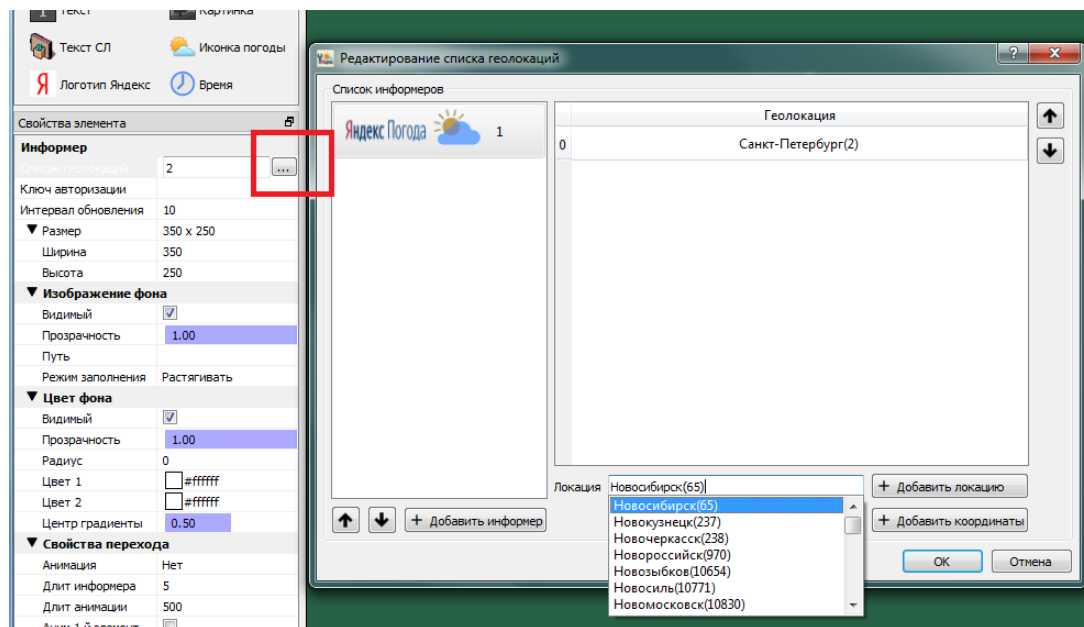 Текст Картинка
Текст СЛ Иконка погоды
Я Логотип Яндекс Время
Свойства элемента
Информер
Список геолокаций 2 ...
Ключ авторизации
Интервал обновления 10
Размер 350 x 250
Ширина 350
Высота 250
Изображение фона
Видимый
Прозрачность 1.00
Путь
Режим заполнения Растягивать
Цвет фона
Видимый
Прозрачность 1.00
Радиус 0
Цвет 1 #ffffff
Цвет 2 #ffffff
Центр градиенты 0.50
Свойства перехода
Анимация Нет
Длит информера 5
Длит анимации 500
Редактирование списка геолокаций
Список информеров
Яндекс Погода 1
Геолокация
0 Санкт-Петербург(2)
Локация Новосибирск(65) + Добавить локацию
Новосибирск(65)
Новокузнецк(237)
Новочеркасск(238)
Новороссийск(970)
Новозыбков(10654)
Новосиль(10771)
Новомосковск(10830)
+ Добавить информер
+ Добавить координаты
OK Отмена